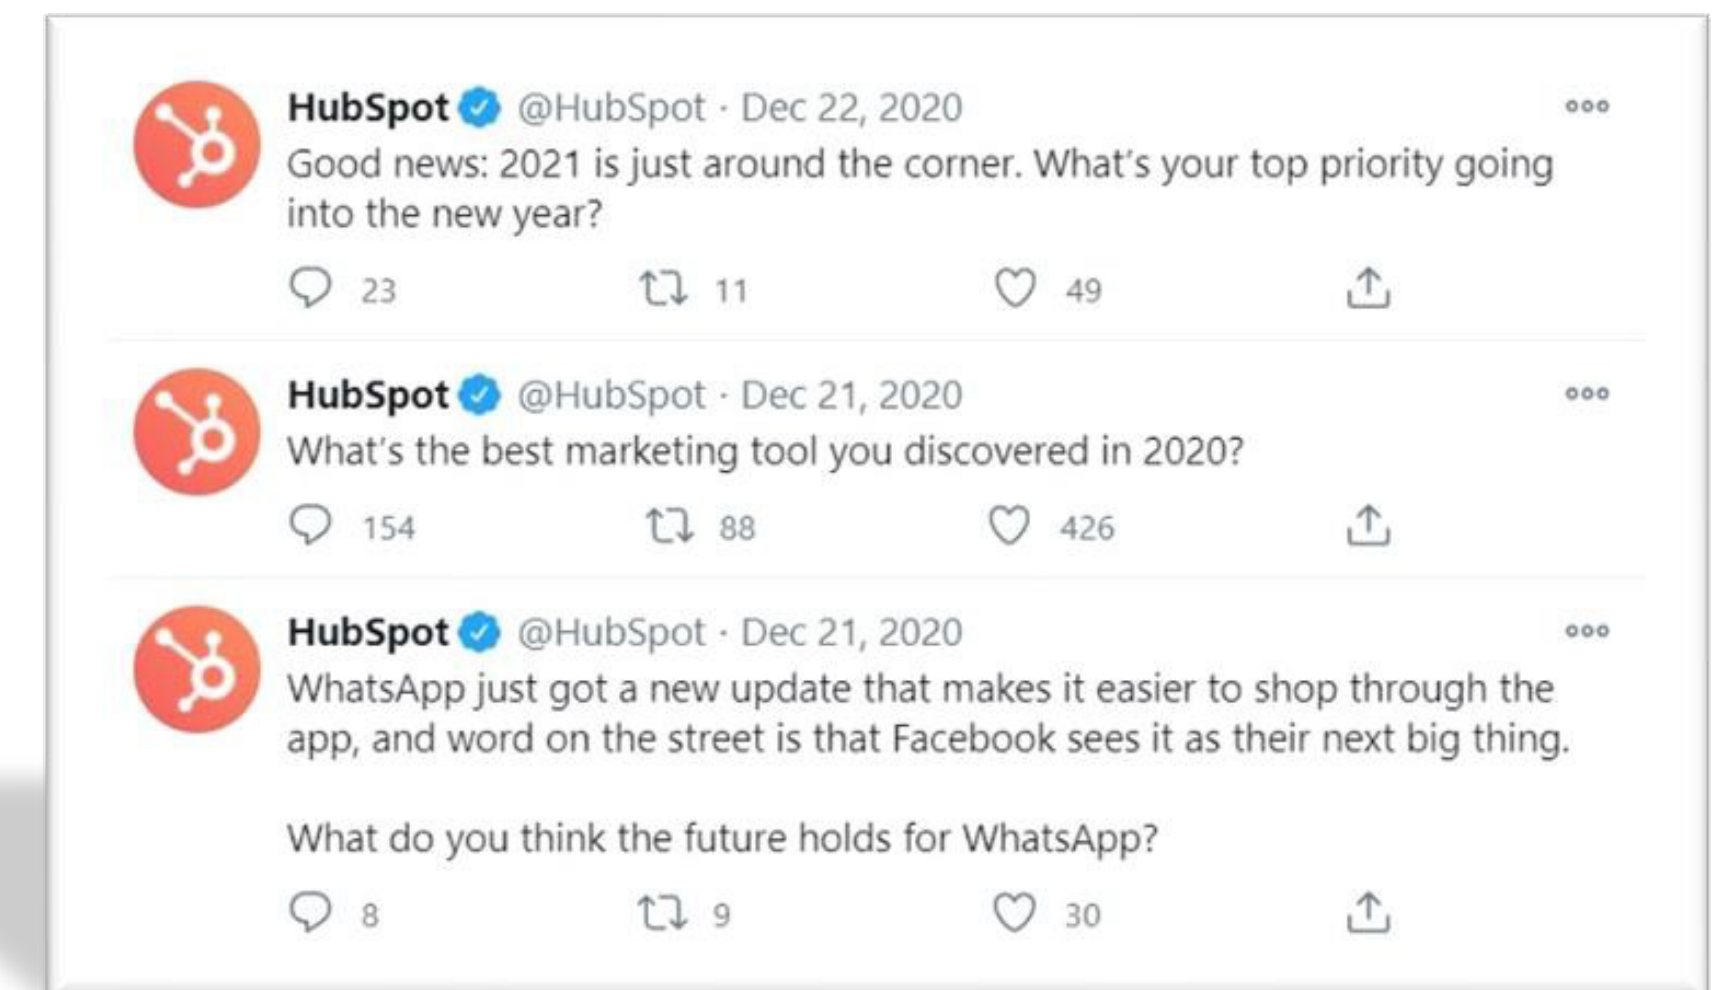 HubSpot @HubSpot · Dec 22, 2020
Good news: 2021 is just around the corner. What's your top priority going
into the new year?
23 11 49
HubSpot @HubSpot · Dec 21, 2020
What's the best marketing tool you discovered in 2020?
154 88 426
HubSpot @HubSpot · Dec 21, 2020
WhatsApp just got a new update that makes it easier to shop through the
app, and word on the street is that Facebook sees it as their next big thing.
What do you think the future holds for WhatsApp?
8 9 30